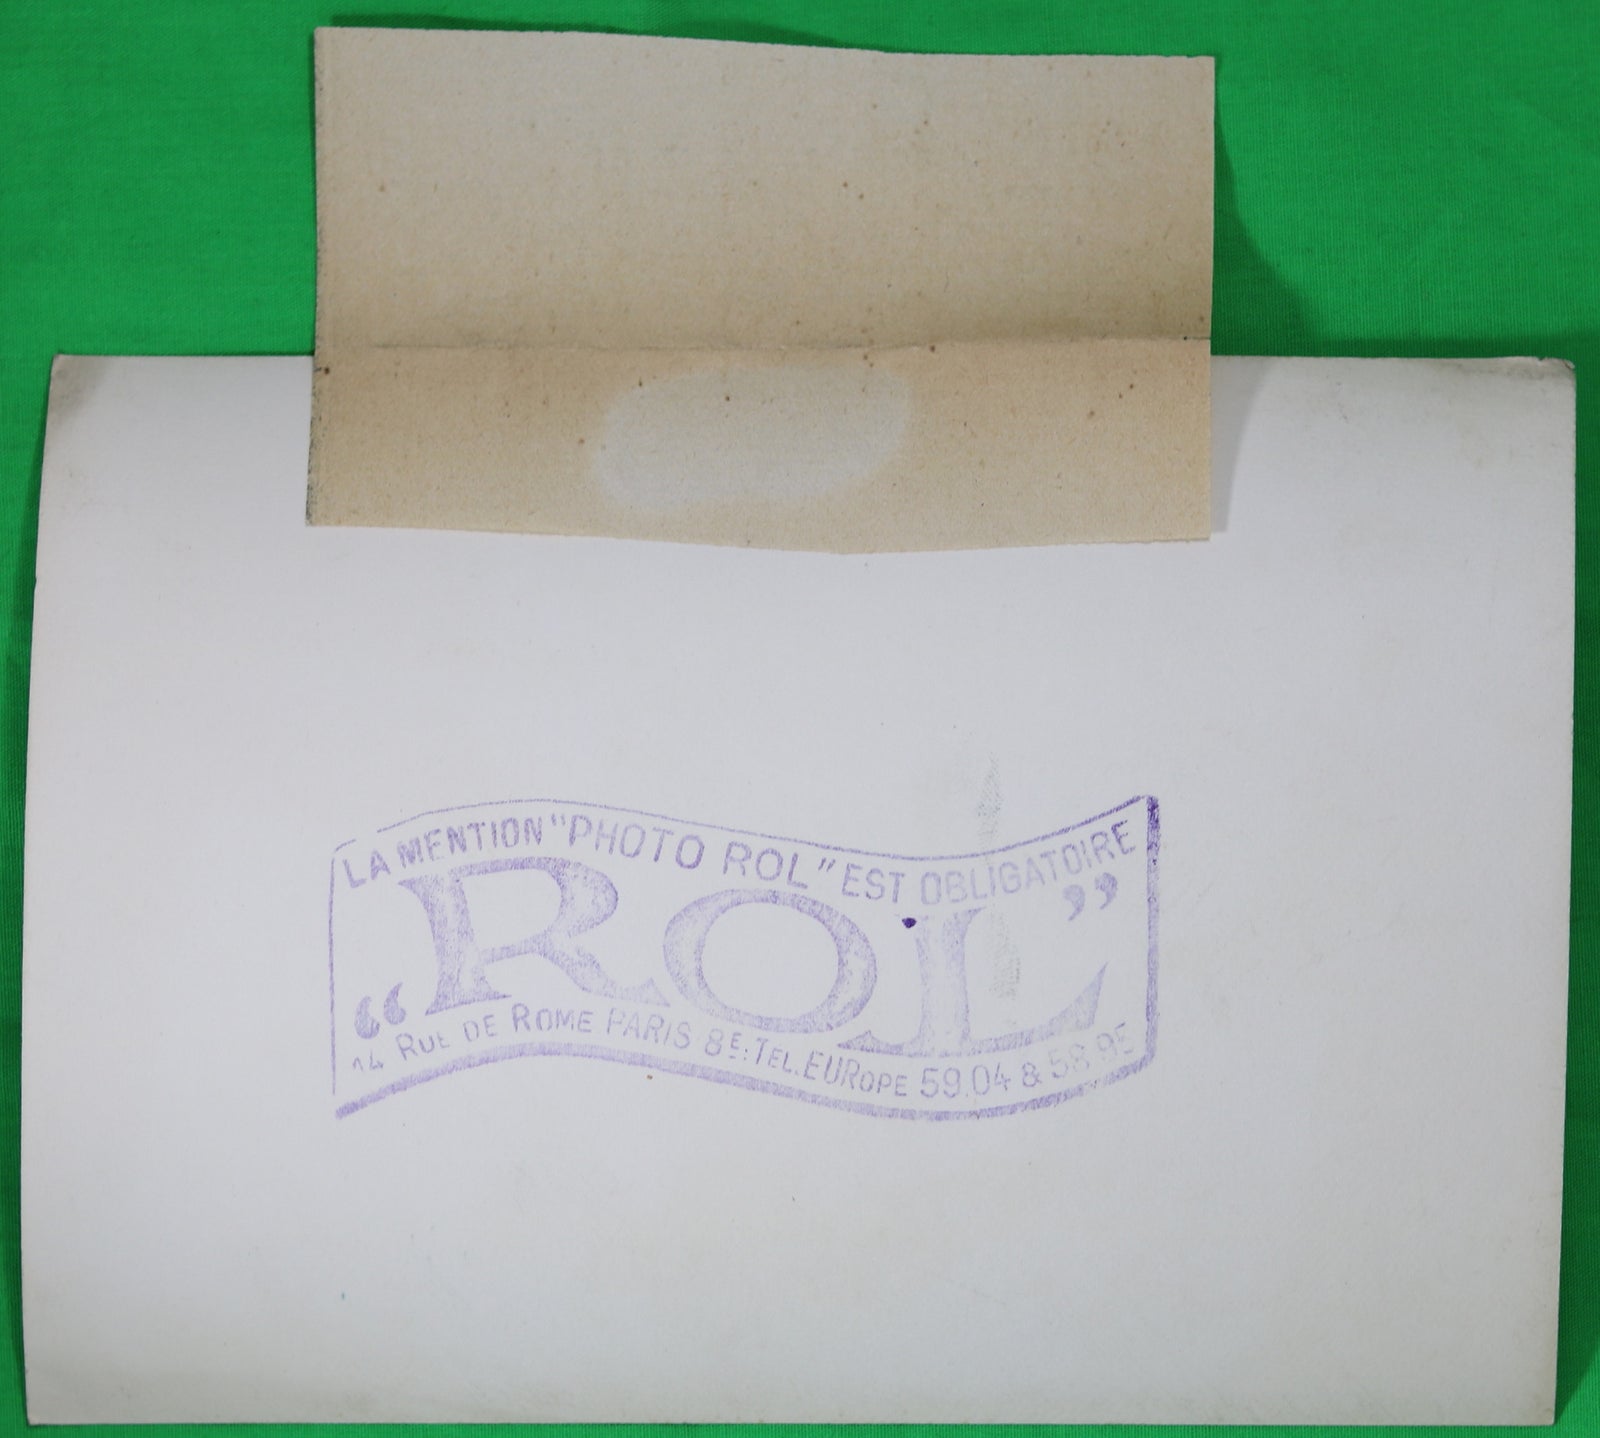 LA MENTION "PHOTO ROL" EST OBLIGATOIRE
“ROL”
14 RUE DE ROME PARIS 8E: TEL. EUROPE 59.04 & 58.95